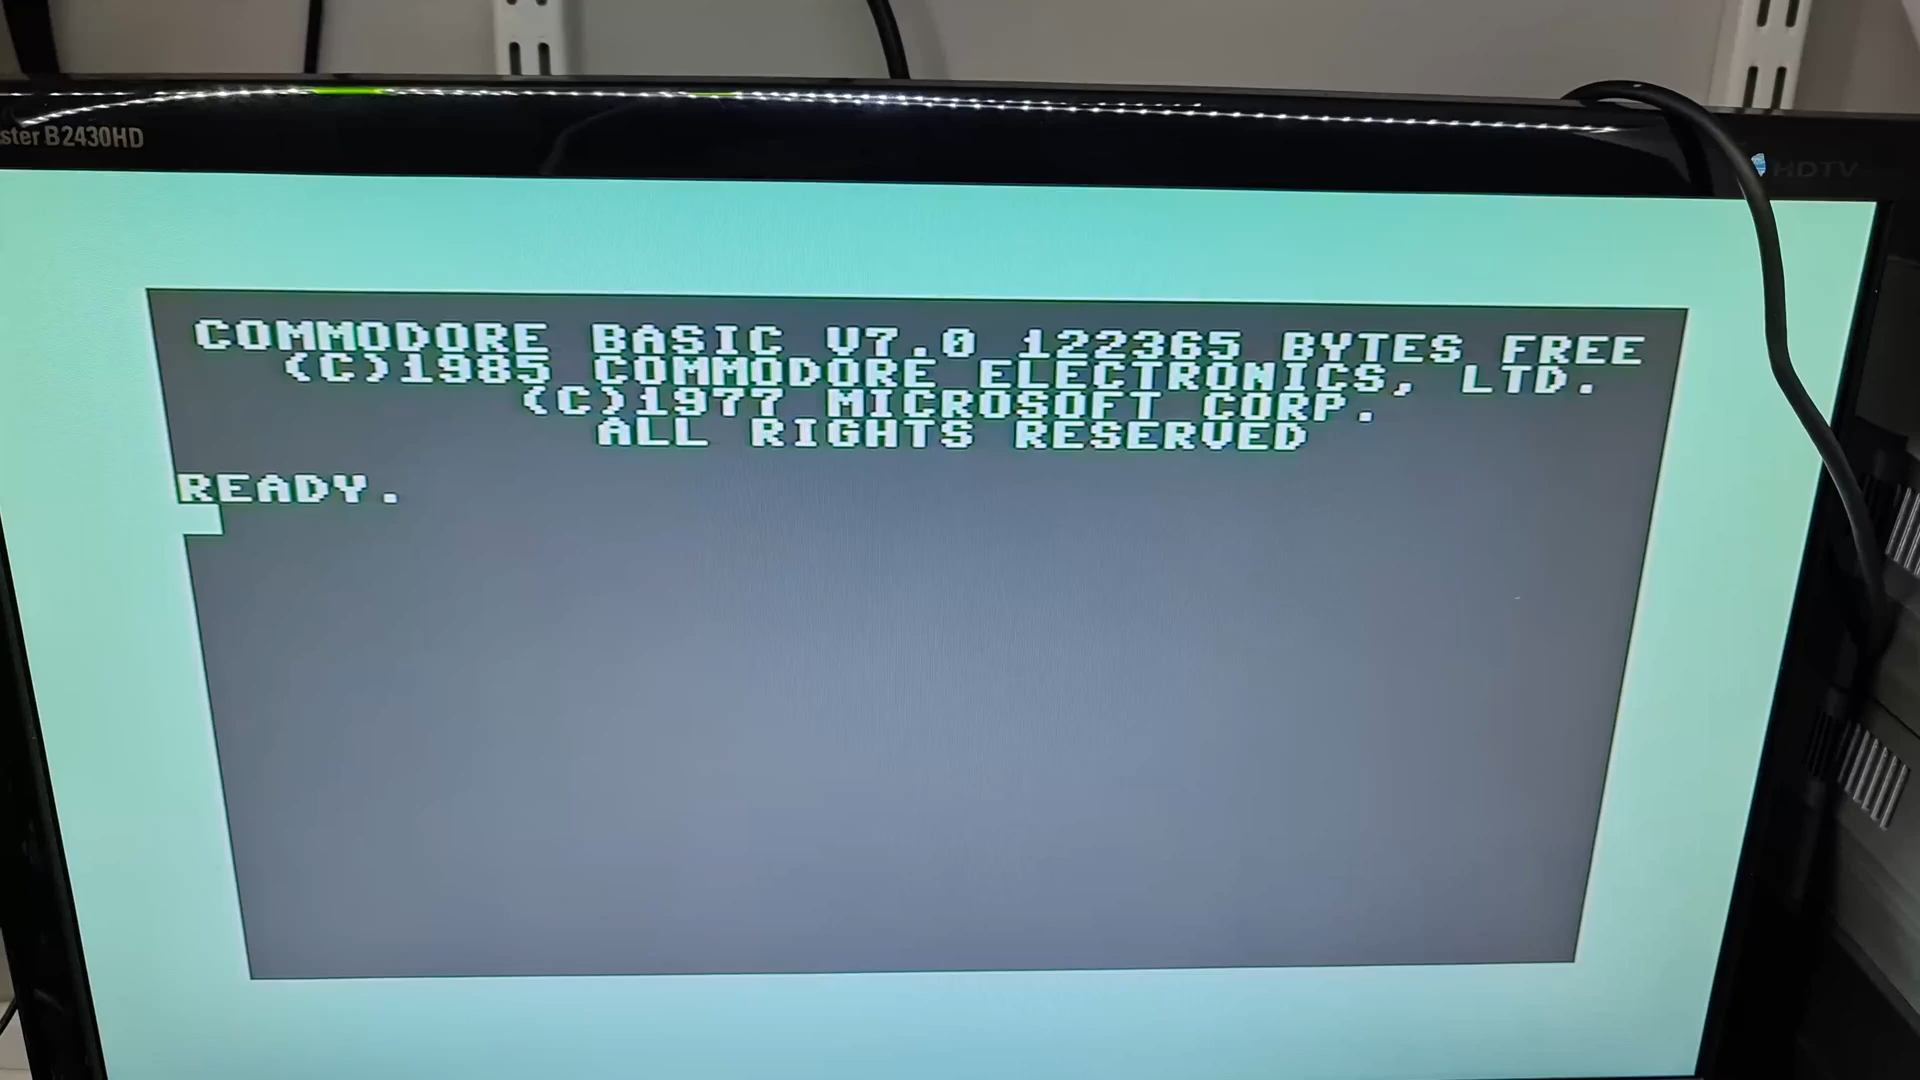 ster B2430HD
HDTV
COMMODORE BASIC V7.0 122365 BYTES FREE
(C)1985 COMMODORE ELECTRONICS, LTD.
(C)1977 MICROSOFT CORP.
ALL RIGHTS RESERVED
READY.